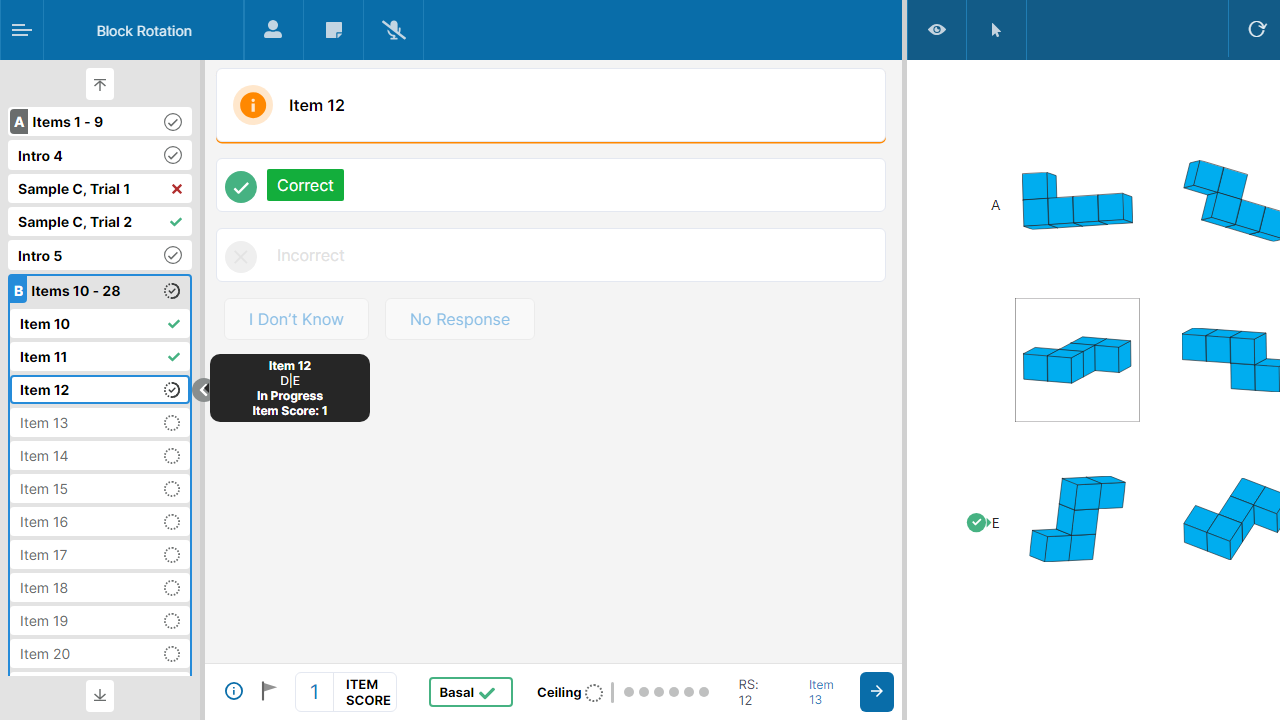 Block Rotation
A Items 1 - 9
Intro 4
Sample C, Trial 1
Sample C, Trial 2
Intro 5
B Items 10 - 28
Item 10
Item 11
Item 12
Item 13
Item 14
Item 15
Item 16
Item 17
Item 18
Item 19
Item 20
Item 12
Correct
Incorrect
I Don't Know
No Response
Item 12
D|E
In Progress
Item Score: 1
1 ITEM
SCORE
Basal
Ceiling
RS:
12
Item
13
A
E